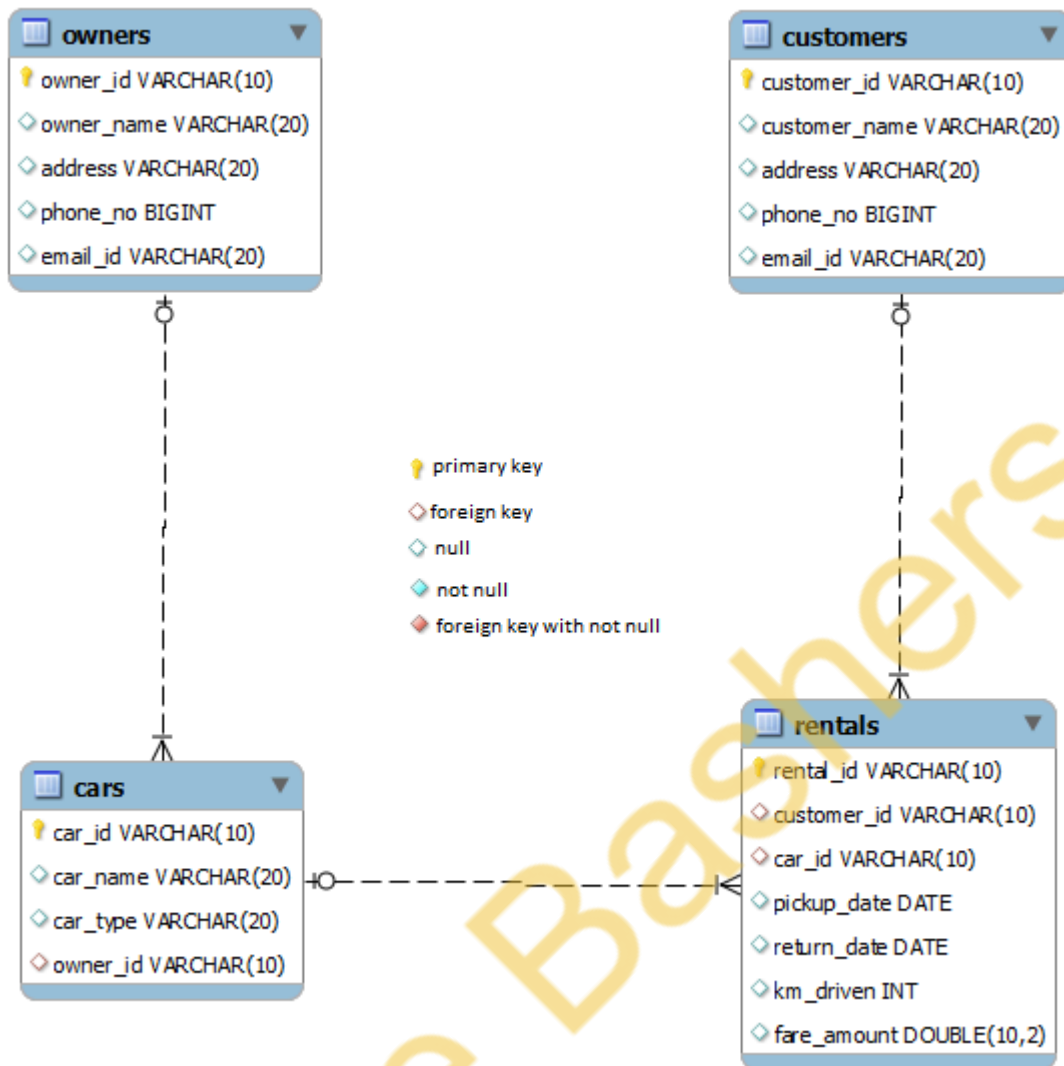 owners
owner_id VARCHAR(10)
owner_name VARCHAR(20)
address VARCHAR(20)
phone_no BIGINT
email_id VARCHAR(20)
customers
customer_id VARCHAR(10)
customer_name VARCHAR(20)
address VARCHAR(20)
phone_no BIGINT
email_id VARCHAR(20)
primary key
foreign key
null
not null
foreign key with not null
cars
car_id VARCHAR(10)
car_name VARCHAR(20)
car_type VARCHAR(20)
owner_id VARCHAR(10)
rentals
rental_id VARCHAR(10)
customer_id VARCHAR(10)
car_id VARCHAR(10)
pickup_date DATE
return_date DATE
km_driven INT
fare_amount DOUBLE(10,2)
Bashers